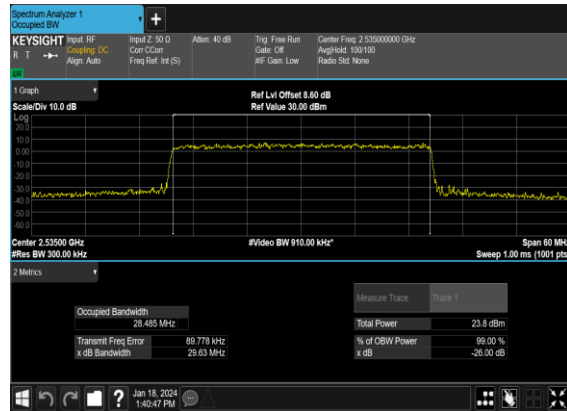 Spectrum Analyzer 1
Occupied BW
+
KEYSIGHT Input: RF Input Z: 50 Ω Atten: 40 dB Trig: Free Run Center Freq: 2.535000000 GHz
R T Coupling: DC Corr CCorr Gate: Off Avg|Hold: 100/100
Align: Auto Freq Ref: Int (S) #IF Gain: Low Radio Std: None
LV
1 Graph
Ref Lvl Offset 8.60 dB
Scale/Div 10.0 dB Ref Value 30.00 dBm
Log
20.0
10.0
0.00
-10.0
-20.0
-30.0
-40.0
-50.0
-60.0
Center 2.53500 GHz #Video BW 910.00 kHz* Span 60 MHz
#Res BW 300.00 kHz Sweep 1.00 ms (1001 pts
2 Metrics
Measure Trace Trace 1
Occupied Bandwidth
28.485 MHz Total Power 23.8 dBm
Transmit Freq Error 89.778 kHz % of OBW Power 99.00 %
x dB Bandwidth 29.63 MHz x dB -26.00 dB
? Jan 18, 2024
1:40:47 PM